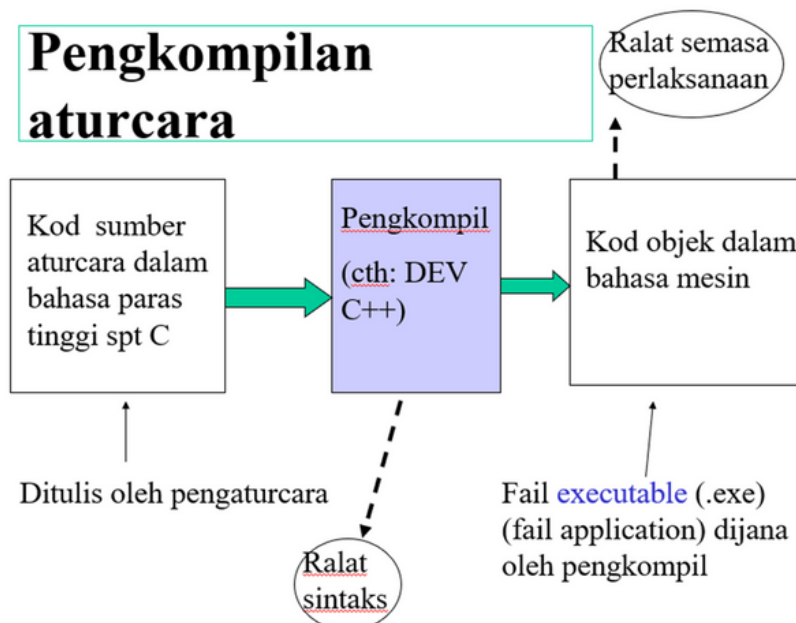 Pengkompilan
aturcara
Ralat semasa
perlaksanaan
Kod sumber
aturcara dalam
bahasa paras
tinggi spt C
Pengkompil
(cth: DEV
C++)
Kod objek dalam
bahasa mesin
Ditulis oleh pengaturcara
Ralat
sintaks
Fail executable (.exe)
(fail application) dijana
oleh pengkompil